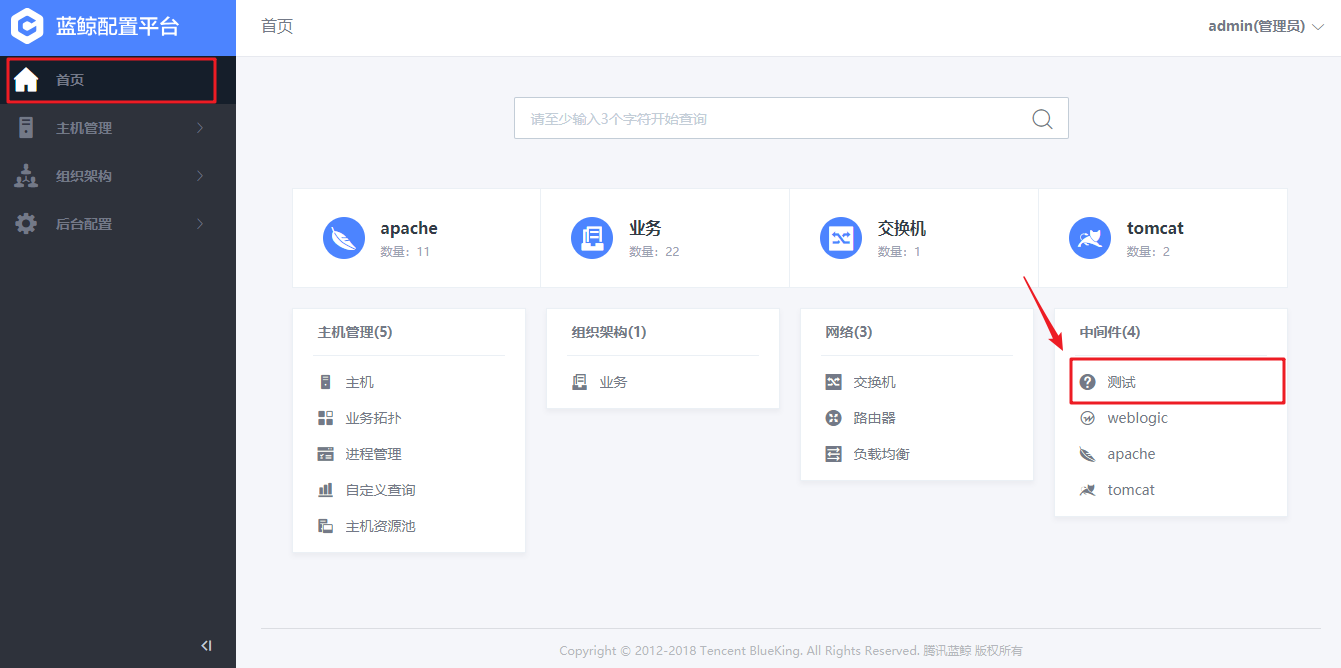 蓝鲸配置平台
首页
admin(管理员)
首页
主机管理
组织架构
后台配置
请至少输入3个字符开始查询
apache
数量：11
业务
数量：22
交换机
数量：1
tomcat
数量：2
主机管理(5)
主机
业务拓扑
进程管理
自定义查询
主机资源池
组织架构(1)
业务
网络(3)
交换机
路由器
负载均衡
中间件(4)
测试
weblogic
apache
tomcat
Copyright © 2012-2018 Tencent BlueKing. All Rights Reserved. 腾讯蓝鲸 版权所有